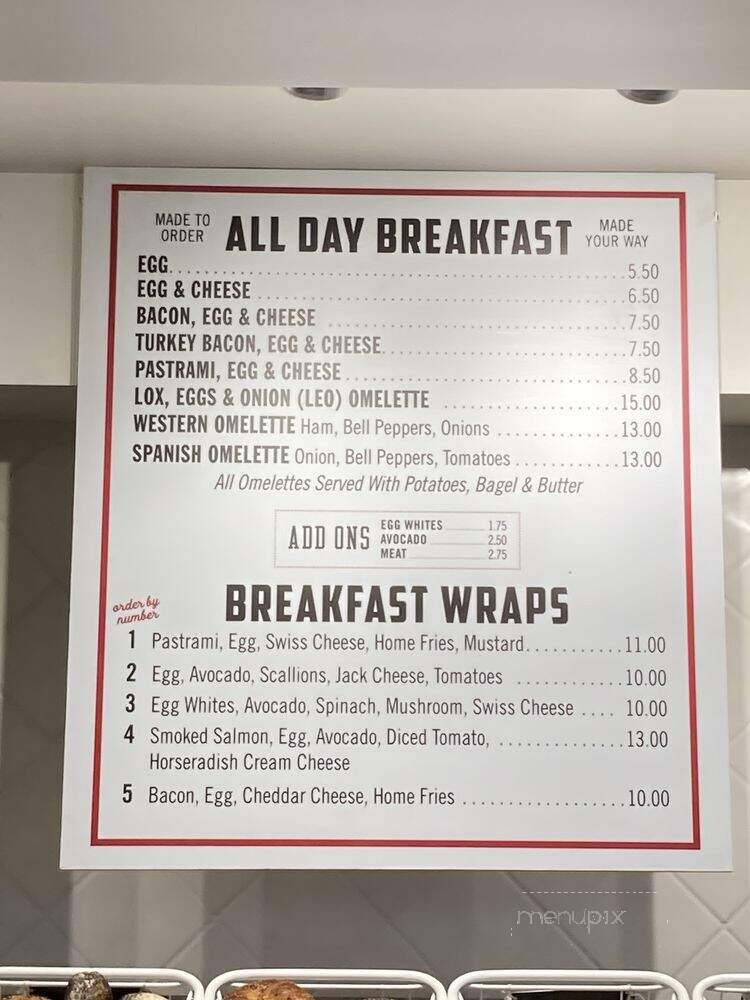 MADE TO ORDER ALL DAY BREAKFAST MADE YOUR WAY
EGG 5.50
EGG & CHEESE 6.50
BACON, EGG & CHEESE 7.50
TURKEY BACON, EGG & CHEESE 7.50
PASTRAMI, EGG & CHEESE 8.50
LOX, EGGS & ONION (LEO) OMELETTE 15.00
WESTERN OMELETTE Ham, Bell Peppers, Onions 13.00
SPANISH OMELETTE Onion, Bell Peppers, Tomatoes 13.00
All Omelettes Served With Potatoes, Bagel & Butter
ADD ONS
EGG WHITES 1.75
AVOCADO 2.50
MEAT 2.75
order by number
BREAKFAST WRAPS
1 Pastrami, Egg, Swiss Cheese, Home Fries, Mustard 11.00
2 Egg, Avocado, Scallions, Jack Cheese, Tomatoes 10.00
3 Egg Whites, Avocado, Spinach, Mushroom, Swiss Cheese 10.00
4 Smoked Salmon, Egg, Avocado, Diced Tomato, 13.00
Horseradish Cream Cheese
5 Bacon, Egg, Cheddar Cheese, Home Fries 10.00
menupix